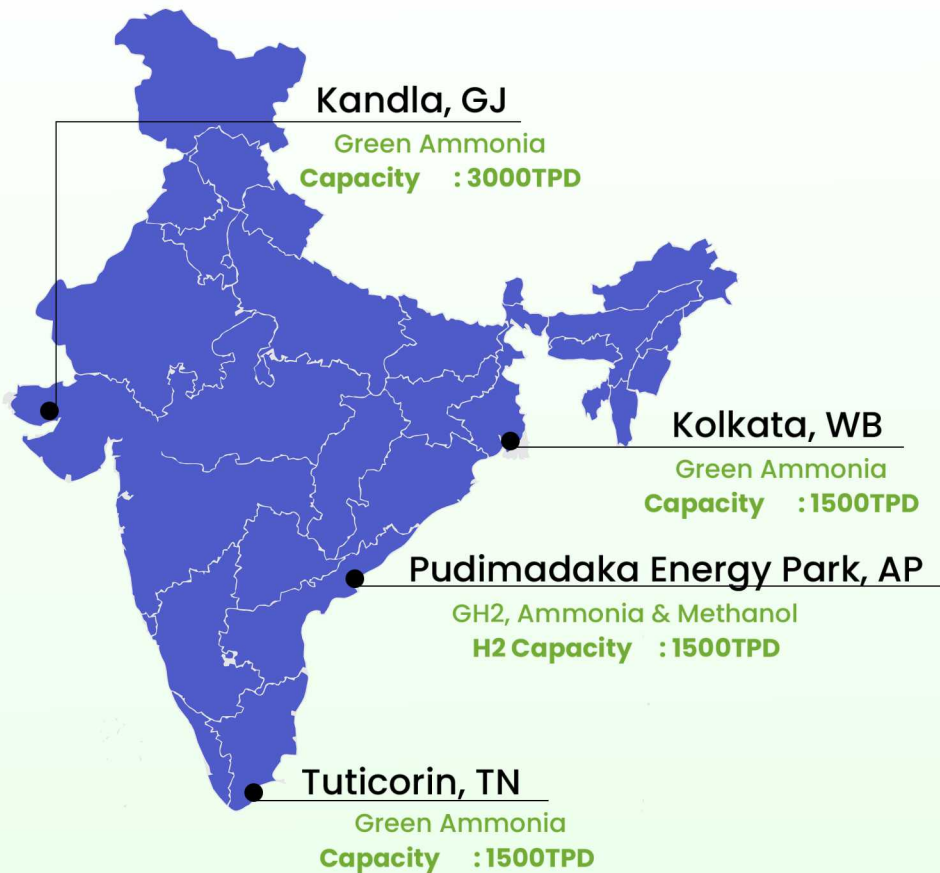 Kandla, GJ
Green Ammonia
Capacity : 3000TPD
Kolkata, WB
Green Ammonia
Capacity : 1500TPD
Pudimadaka Energy Park, AP
GH2, Ammonia & Methanol
H2 Capacity : 1500TPD
Tuticorin, TN
Green Ammonia
Capacity : 1500TPD